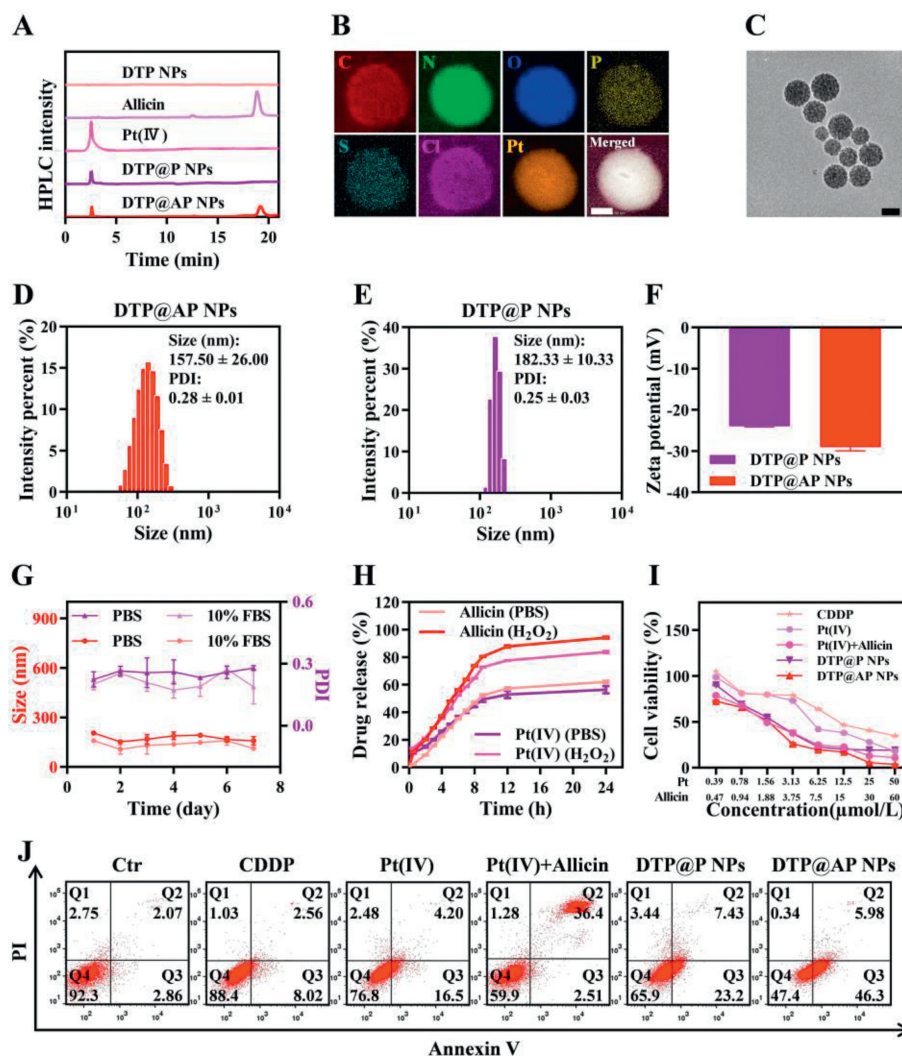 A
HPLC intensity
DTP NPs
Allicin
Pt(Ⅳ)
DTP@P NPs
DTP@AP NPs
0 5 10 15 20
Time (min)
B
C N O P
S Cl Pt Merged
C
D
DTP@AP NPs
Intensity percent (%)
20
15
10
5
0
Size (nm):
157.50 ± 26.00
PDI:
0.28 ± 0.01
10¹ 10² 10³ 10⁴
Size (nm)
E
DTP@P NPs
Intensity percent (%)
40
30
20
10
0
Size (nm):
182.33 ± 10.33
PDI:
0.25 ± 0.03
10¹ 10² 10³ 10⁴
Size (nm)
F
Zeta potential (mV)
0
-10
-20
-30
-40
DTP@P NPs
DTP@AP NPs
G
Size (nm)
900
600
300
0
PBS 10% FBS
PBS 10% FBS
0.6
0.3
0.0
PDI
0 2 4 6 8
Time (day)
H
Drug release (%)
120
100
80
60
40
20
0
Allicin (PBS)
Allicin (H₂O₂)
Pt(IV) (PBS)
Pt(IV) (H₂O₂)
0 4 8 12 16 20 24
Time (h)
I
Cell viability (%)
150
100
50
0
CDDP
Pt(IV)
Pt(IV)+Allicin
DTP@P NPs
DTP@AP NPs
Pt 0.39 0.78 1.56 3.13 6.25 12.5 25 50
Allicin 0.47 0.94 1.88 3.75 7.5 15 30 60
Concentration(μmol/L)
J
PI
Ctr
Q1 Q2
2.75 2.07
Q4 Q3
92.3 2.86
CDDP
Q1 Q2
1.03 2.56
Q4 Q3
88.4 8.02
Pt(IV)
Q1 Q2
2.48 4.20
Q4 Q3
76.8 16.5
Pt(IV)+Allicin
Q1 Q2
1.28 36.4
Q4 Q3
59.9 2.51
DTP@P NPs
Q1 Q2
3.44 7.43
Q4 Q3
65.9 23.2
DTP@AP NPs
Q1 Q2
0.34 5.98
Q4 Q3
47.4 46.3
Annexin V